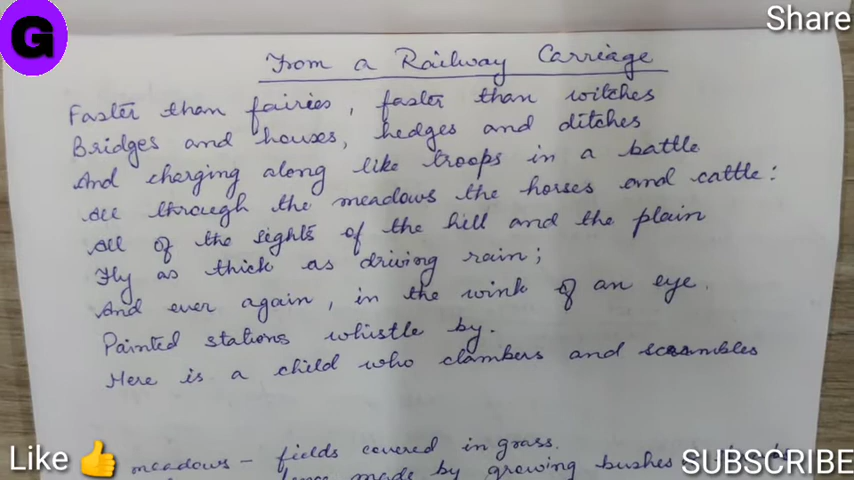 G
Share
From a Railway Carriage
Faster than fairies, faster than witches
Bridges and houses, hedges and ditches
And charging along like troops in a battle
All through the meadows the horses and cattle:
All of the sights of the hill and the plain
Fly as thick as driving rain;
And ever again, in the wink of an eye.
Painted stations whistle by.
Here is a child who clambers and scrambles
meadows - fields covered in grass.
made by growing bushes
Like 👍
SUBSCRIBE